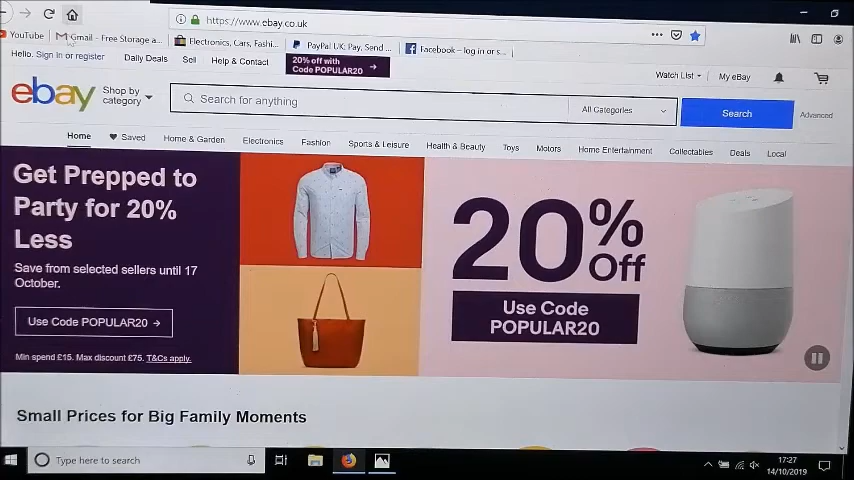 https://www.ebay.co.uk
YouTube
Gmail - Free Storage a...
Electronics, Cars, Fashi...
PayPal UK: Pay, Send ...
Facebook – log in or s...
Hello. Sign in or register
Daily Deals
Sell
Help & Contact
20% off with
Code POPULAR20 →
Watch List
My eBay
ebay
Shop by
category
Search for anything
All Categories
Search
Advanced
Home
Saved
Home & Garden
Electronics
Fashion
Sports & Leisure
Health & Beauty
Toys
Motors
Home Entertainment
Collectables
Deals
Local
Get Prepped to
Party for 20%
Less
Save from selected sellers until 17
October.
Use Code POPULAR20 →
Min spend £15. Max discount £75. T&Cs apply.
20%
Off
Use Code
POPULAR20
Small Prices for Big Family Moments
Type here to search
17:27
14/10/2019